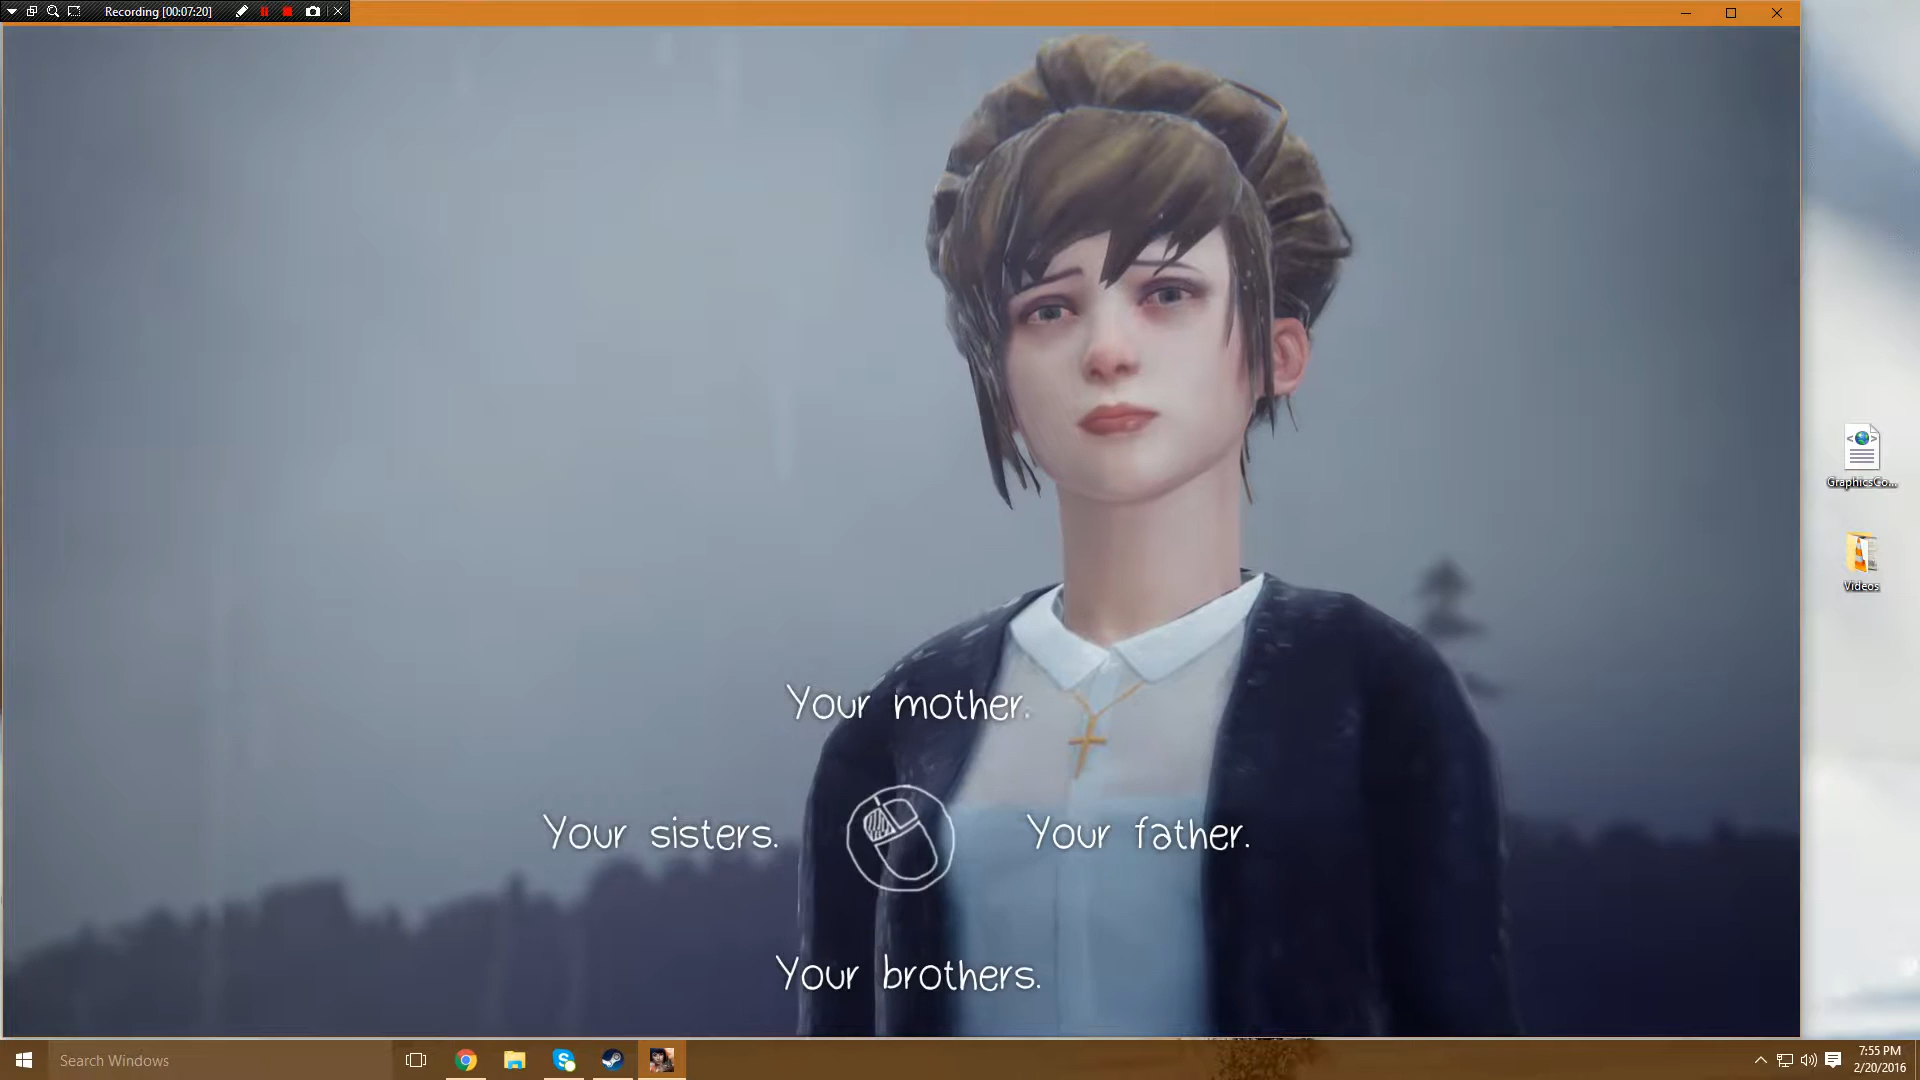 Recording [00:07:20]
Your mother.
Your sisters.
Your father.
Your brothers.
GraphicsCo...
Videos
Search Windows
7:55 PM
2/20/2016